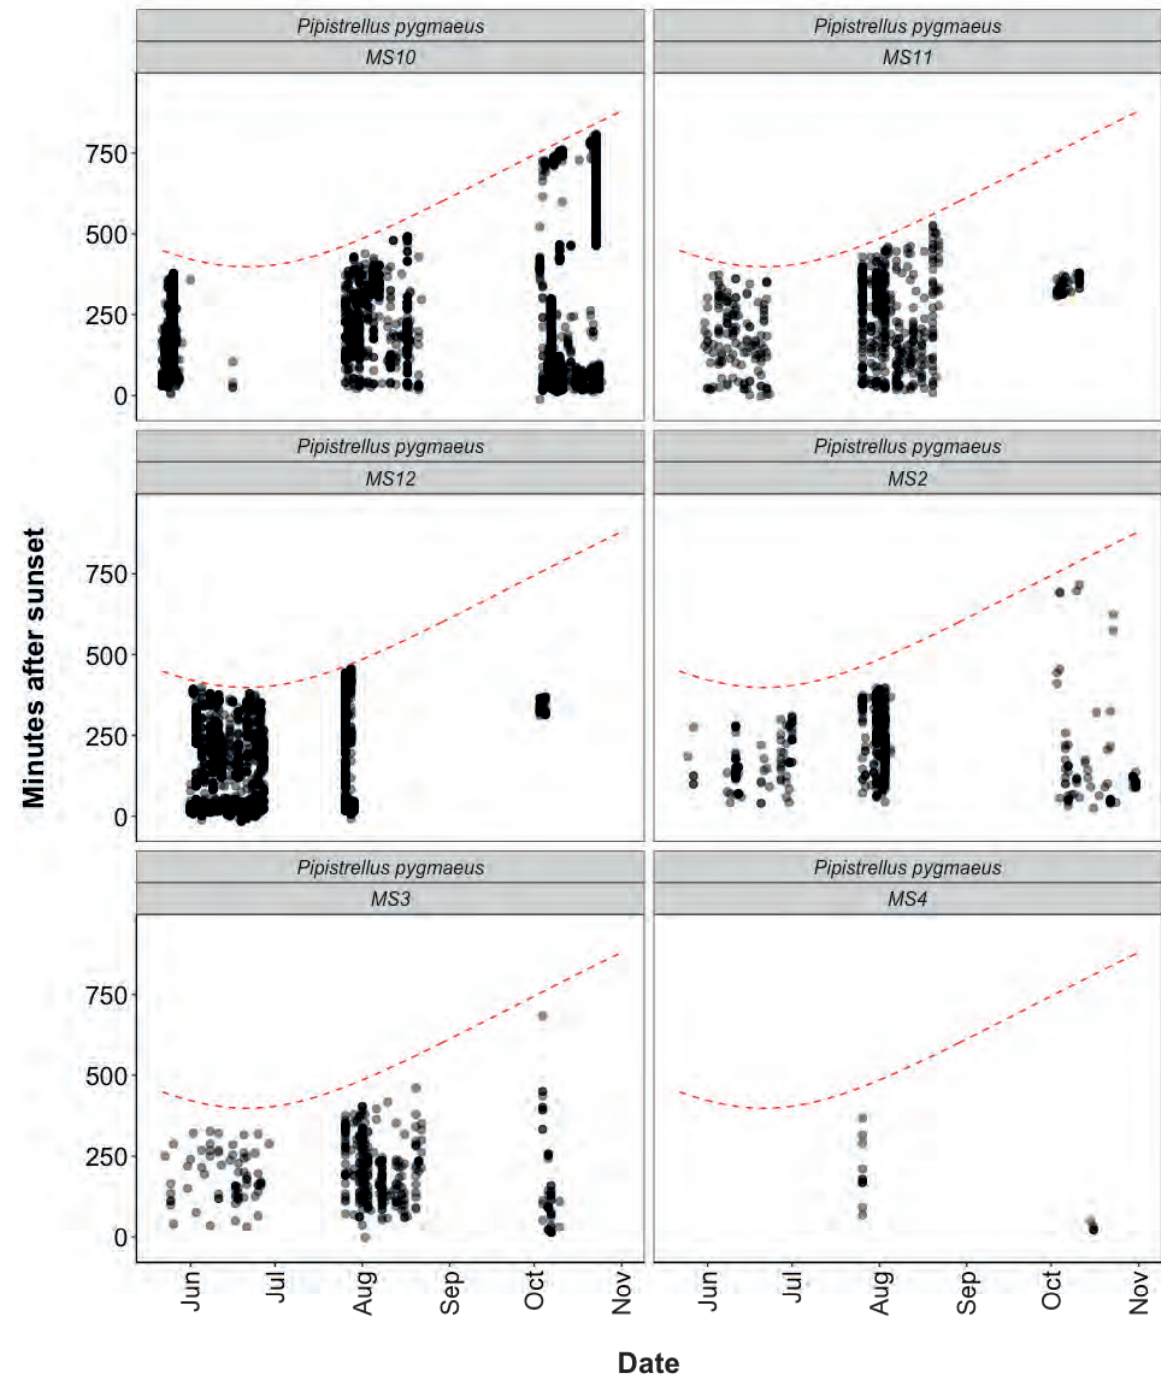 Pipistrellus pygmaeus
Pipistrellus pygmaeus
MS10
MS11
750
500
250
0
Pipistrellus pygmaeus
Pipistrellus pygmaeus
MS12
MS2
750
500
250
0
Pipistrellus pygmaeus
Pipistrellus pygmaeus
MS3
MS4
750
500
250
0
Minutes after sunset
Jun
Jul
Aug
Sep
Oct
Nov
Jun
Jul
Aug
Sep
Oct
Nov
Date